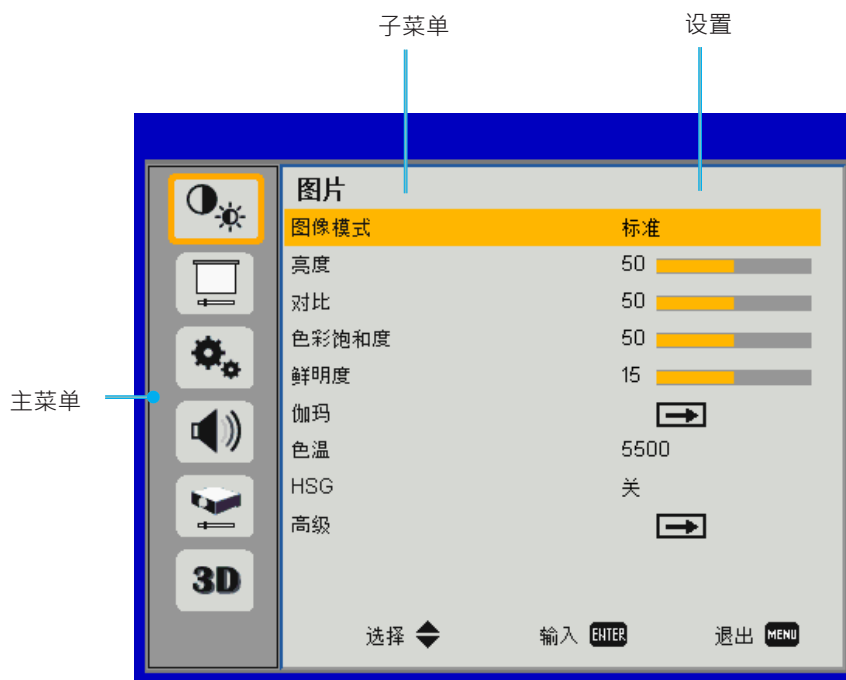 子菜单 设置
图片
图像模式 标准
亮度 50
对比 50
色彩饱和度 50
鲜明度 15
主菜单
伽玛
色温 5500
HSG 关
高级
3D
选择 输入 ENTER 退出 MENU